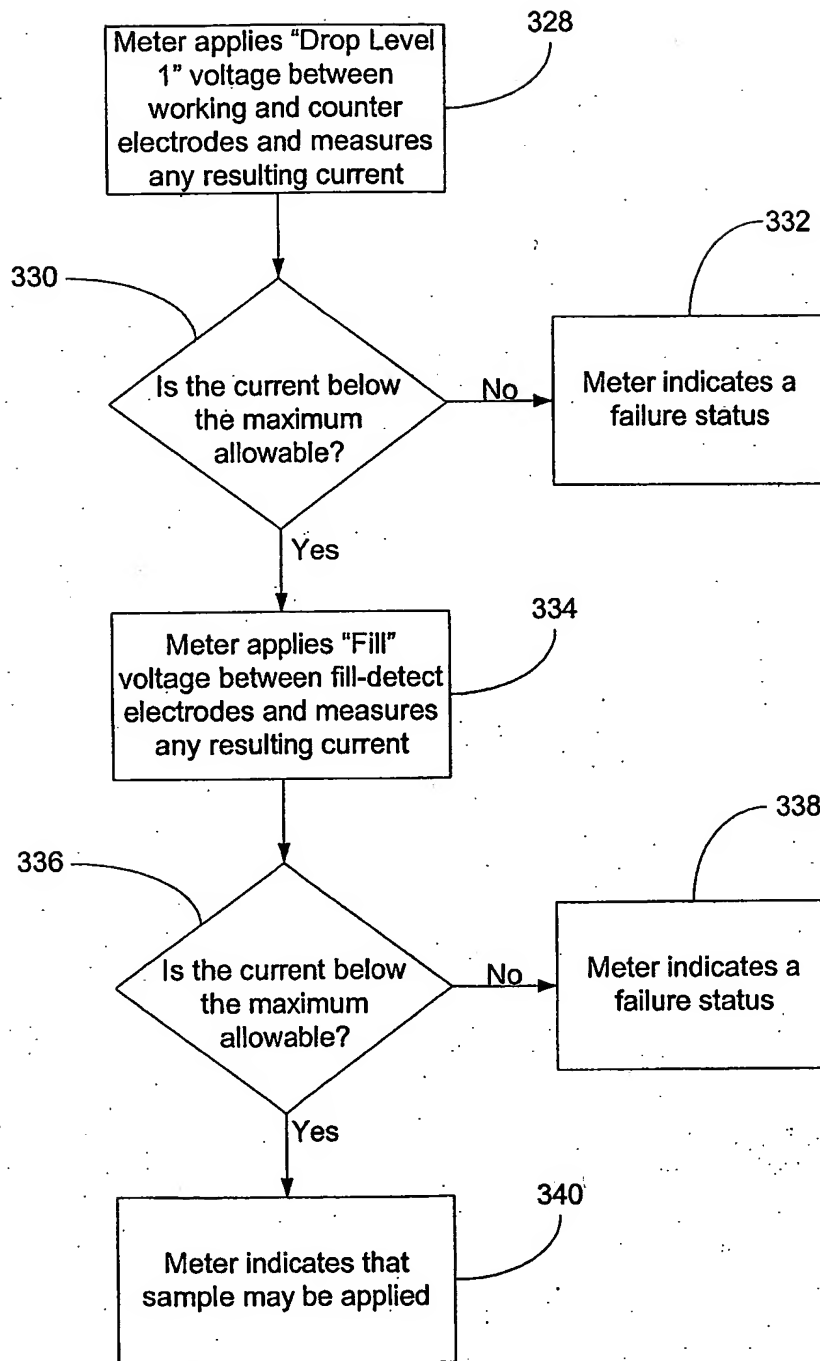 Meter applies “Drop Level
1” voltage between
working and counter
electrodes and measures
any resulting current
328
330
Is the current below
the maximum
allowable?
No
332
Meter indicates a
failure status
Yes
Meter applies “Fill”
voltage between fill-detect
electrodes and measures
any resulting current
334
336
Is the current below
the maximum
allowable?
No
338
Meter indicates a
failure status
Yes
Meter indicates that
sample may be applied
340